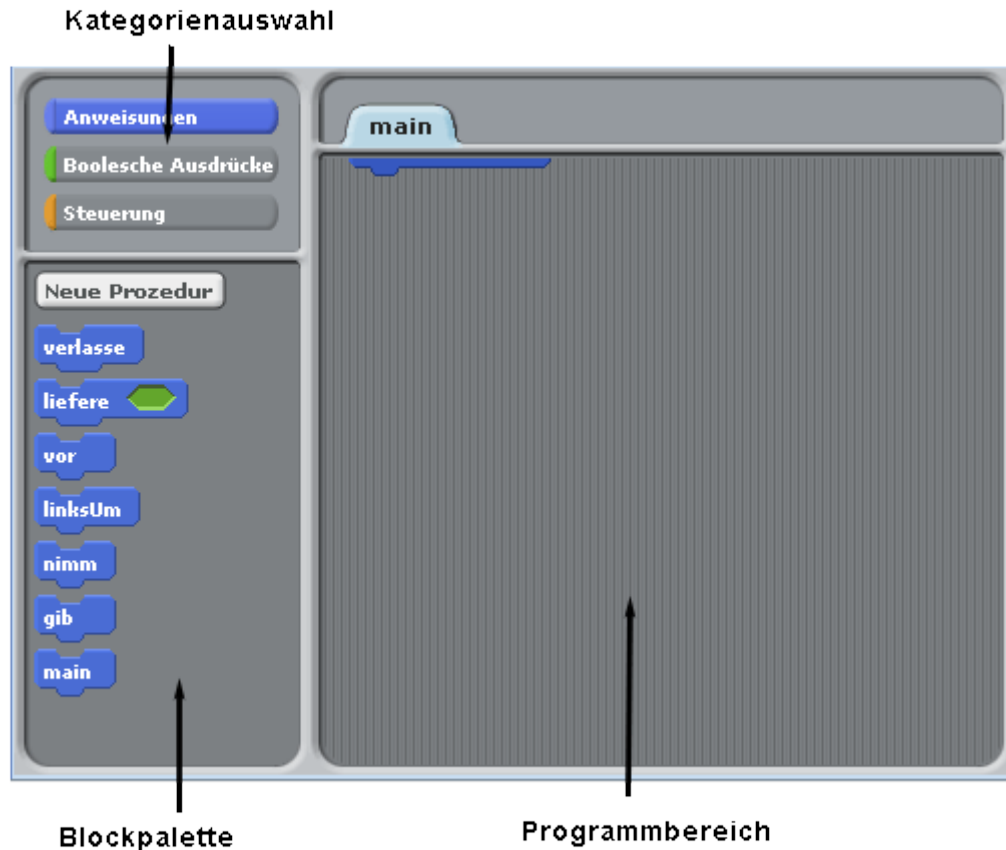 Kategorienauswahl
Anweisungen
Boolesche Ausdrücke
Steuerung
main
Neue Prozedur
verlasse
liefere
vor
linksUm
nimm
gib
main
Blockpalette
Programmbereich